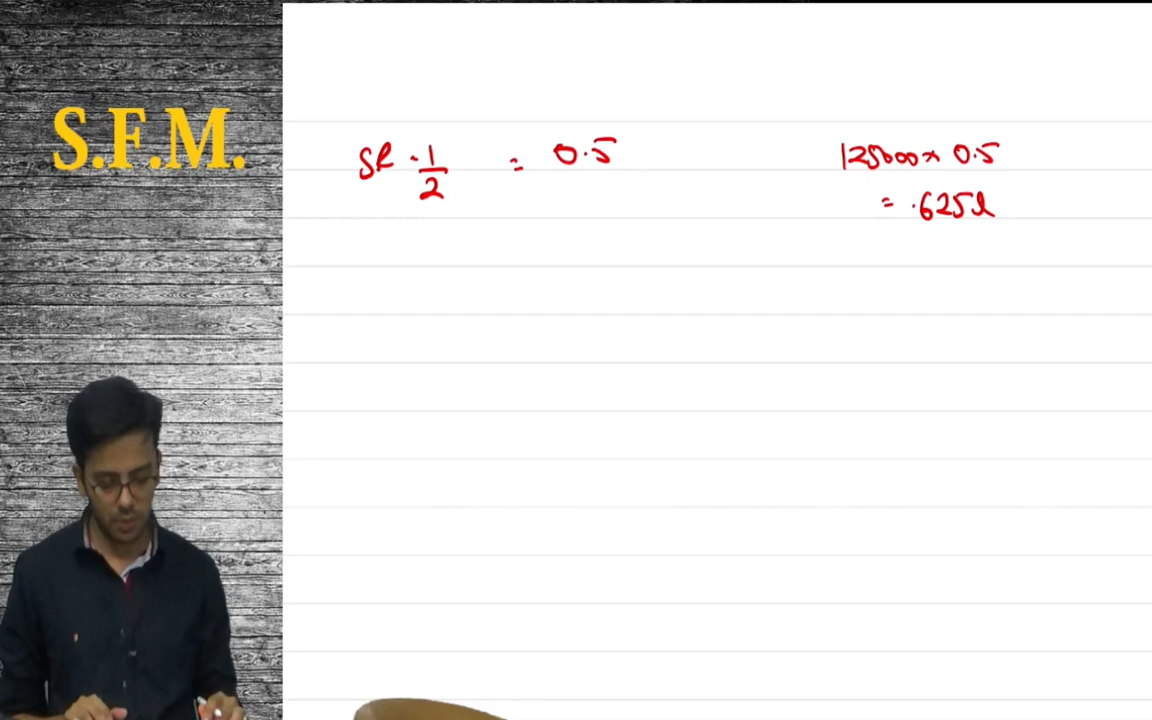 S.F.M.
SR = 1/2 = 0.5
125000 x 0.5
= .625l